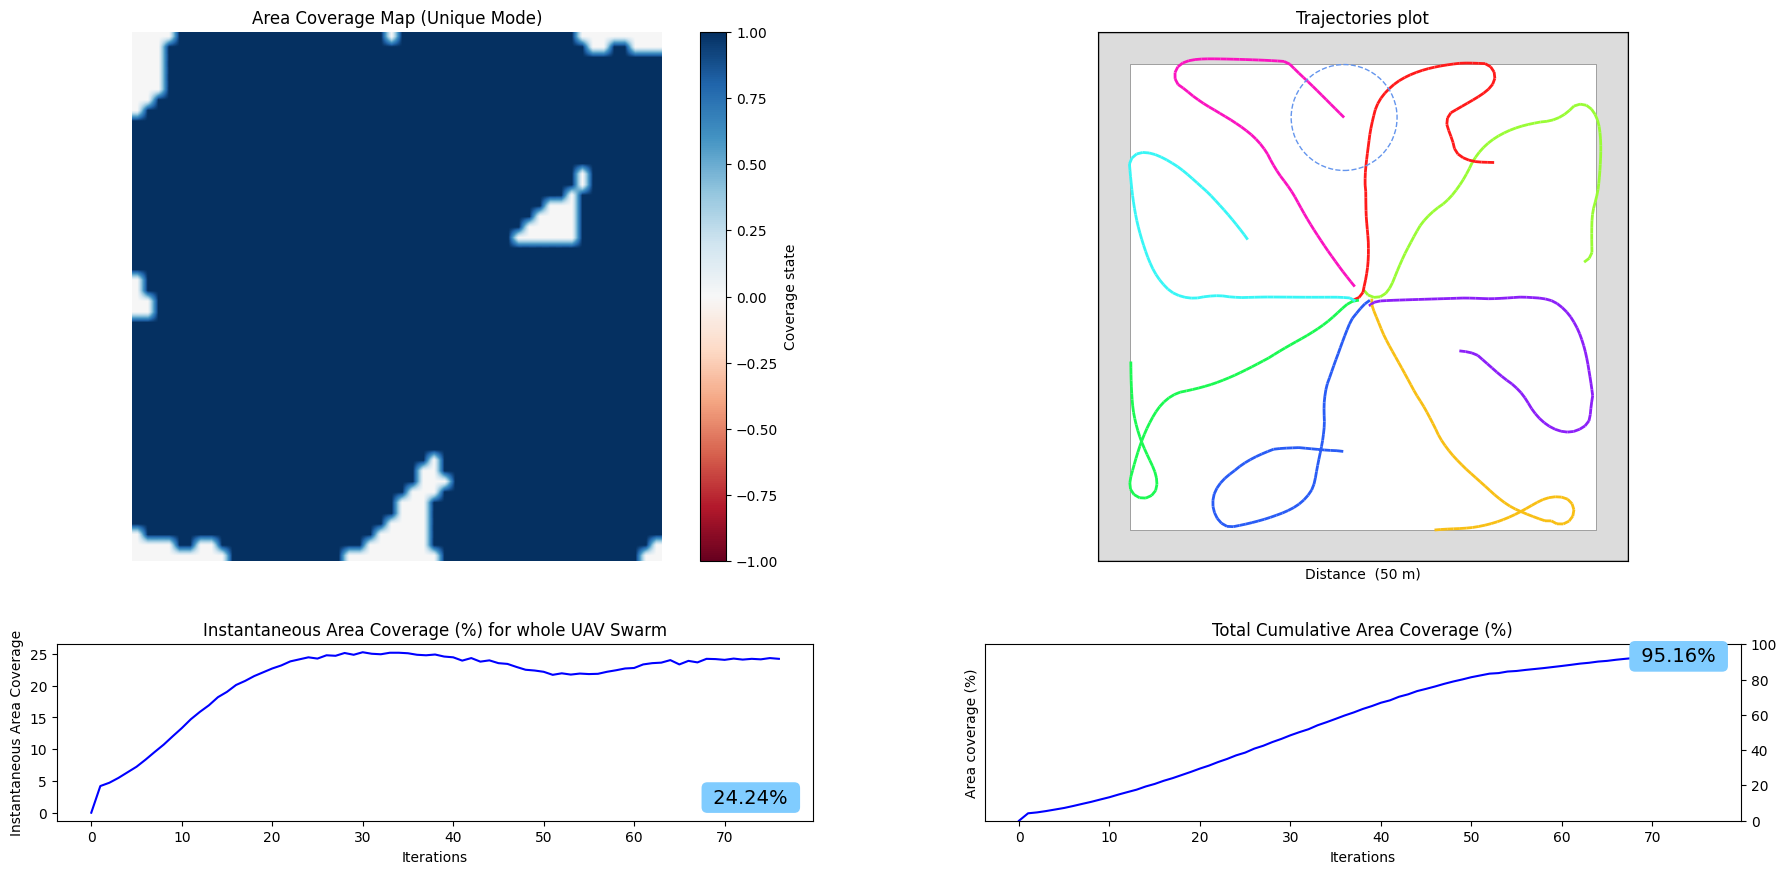 Area Coverage Map (Unique Mode)
1.00
0.75
0.50
0.25
0.00
−0.25
−0.50
−0.75
−1.00
Coverage state
Trajectories plot
Distance  (50 m)
Instantaneous Area Coverage (%) for whole UAV Swarm
Instantaneous Area Coverage
25
20
15
10
5
0
24.24%
0 10 20 30 40 50 60 70
Iterations
Total Cumulative Area Coverage (%)
Area coverage (%)
95.16%
100
80
60
40
20
0
0 10 20 30 40 50 60 70
Iterations